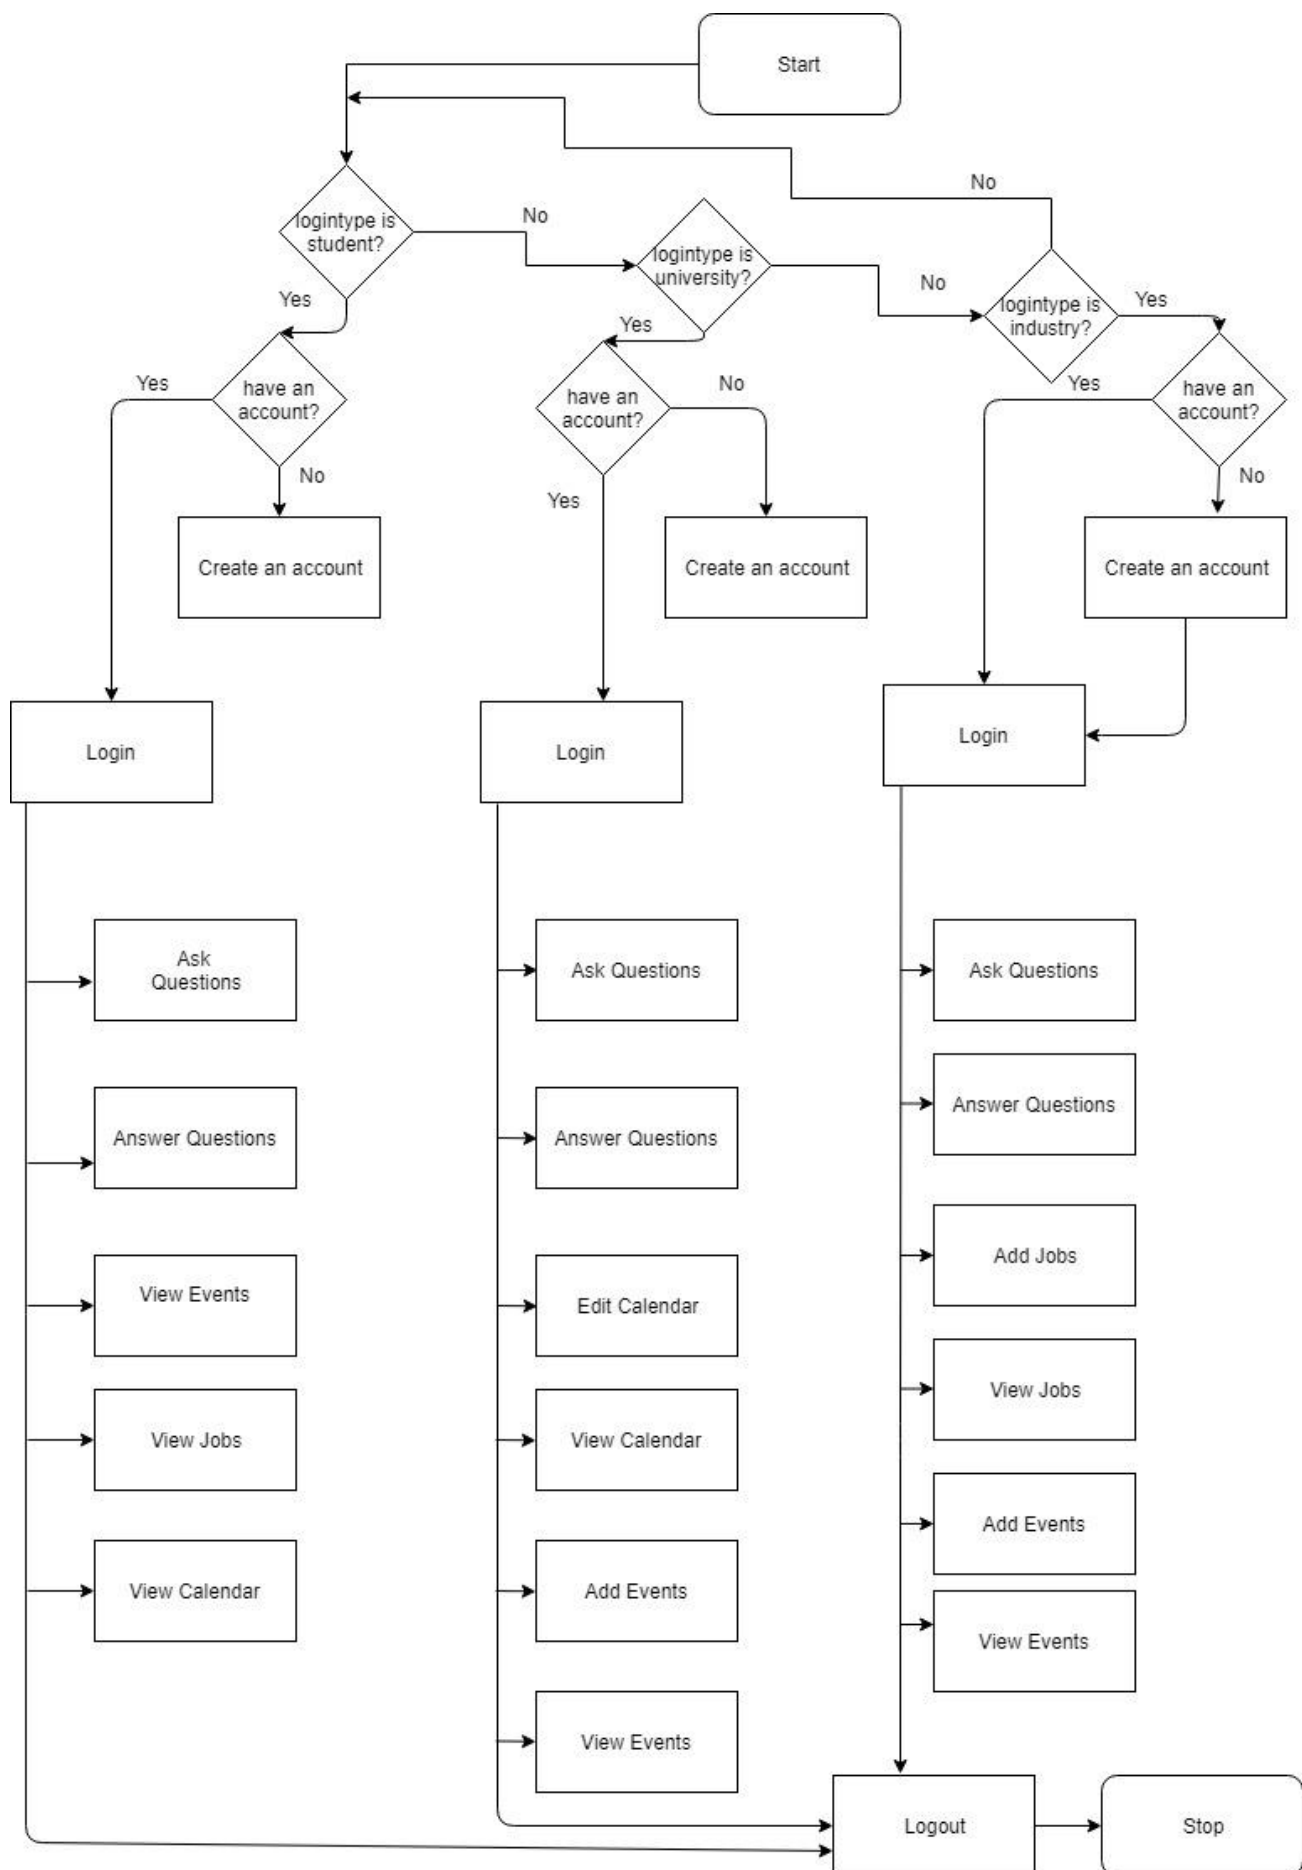 Start
No
logintype is
student?
No
logintype is
university?
No
logintype is
industry?
Yes
Yes
Yes
Yes
have an
account?
No
have an
account?
No
Yes
Yes
have an
account?
No
Create an account
Create an account
Create an account
Login
Login
Login
Ask
Questions
Ask Questions
Ask Questions
Answer Questions
Answer Questions
Answer Questions
View Events
Edit Calendar
Add Jobs
View Jobs
View Calendar
View Jobs
View Calendar
Add Events
Add Events
View Events
View Events
Logout
Stop